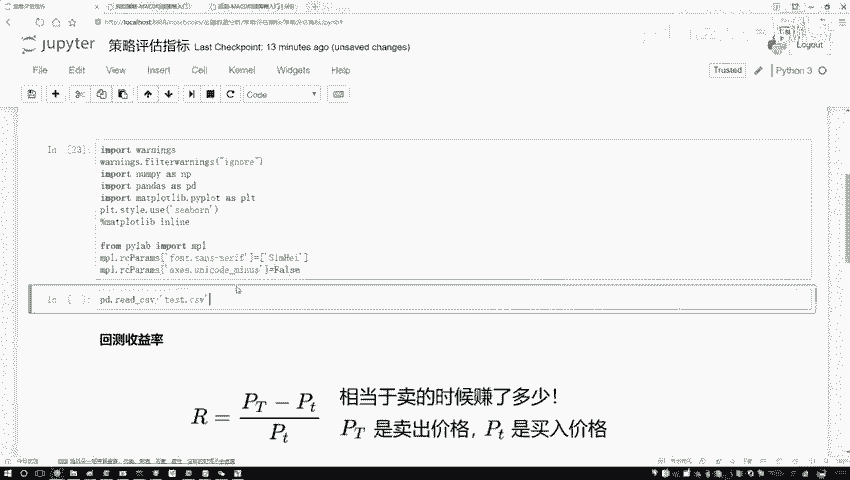 jupyter 策略评估指标 Last Checkpoint: 13 minutes ago (unsaved changes)
Logout
File Edit View Insert Cell Kernel Widgets Help
Trusted Python 3
Code
In [23]:
import warnings
warnings.filterwarnings("ignore")
import numpy as np
import pandas as pd
import matplotlib.pyplot as plt
plt.style.use('seaborn')
%matplotlib inline
from pylab import mpl
mpl.rcParams['font.sans-serif']=['SimHei']
mpl.rcParams['axes.unicode_minus']=False
In [ ]:
pd.read_csv('test.csv'
回测收益率
R = (P_T − P_t) / P_t
相当于卖的时候赚了多少!
P_T 是卖出价格, P_t 是买入价格